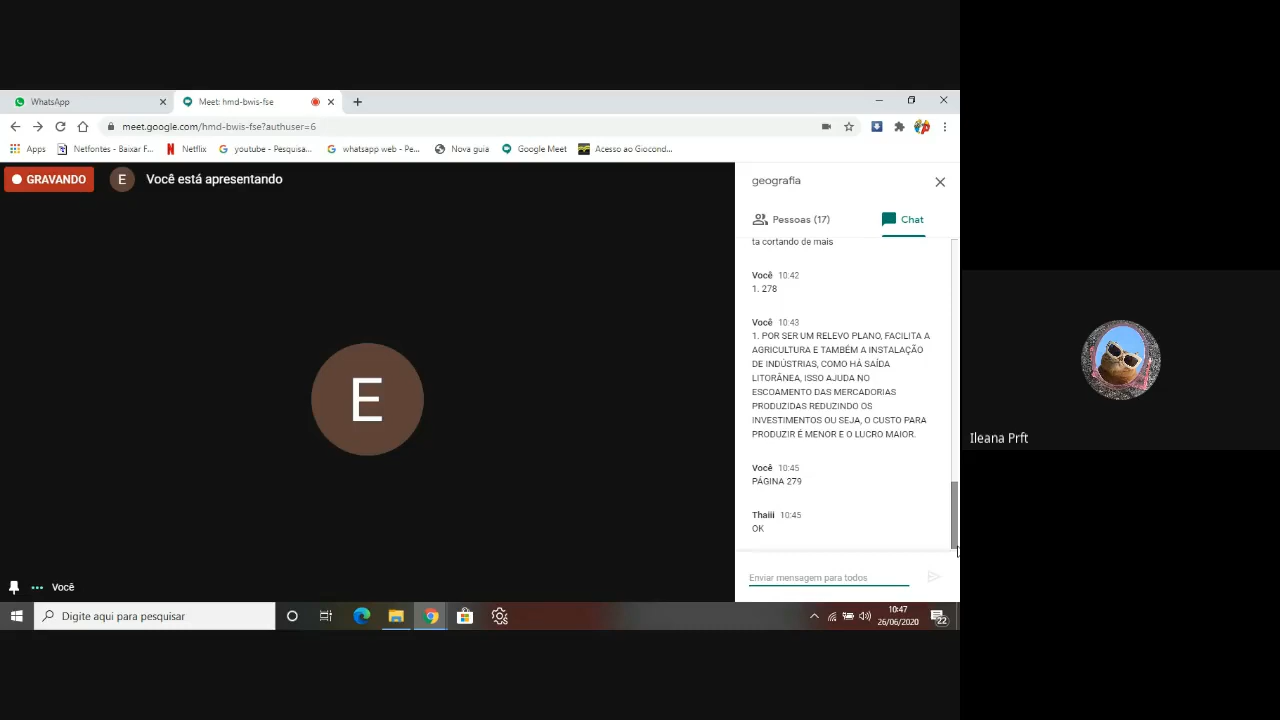 WhatsApp
Meet: hmd-bwis-fse
meet.google.com/hmd-bwis-fse?authuser=6
Apps
Netfontes - Baixar F...
Netflix
youtube - Pesquisa...
whatsapp web - Pe...
Nova guia
Google Meet
Acesso ao Giocond...
GRAVANDO
E
Você está apresentando
geografia
Pessoas (17)
Chat
ta cortando de mais
Você 10:42
1. 278
Você 10:43
1. POR SER UM RELEVO PLANO, FACILITA A
AGRICULTURA E TAMBÉM A INSTALAÇÃO
DE INDÚSTRIAS, COMO HÁ SAÍDA
LITORÂNEA, ISSO AJUDA NO
ESCOAMENTO DAS MERCADORIAS
PRODUZIDAS REDUZINDO OS
INVESTIMENTOS OU SEJA, O CUSTO PARA
PRODUZIR É MENOR E O LUCRO MAIOR.
Você 10:45
PÁGINA 279
Thaiii 10:45
OK
E
Ileana Prft
Enviar mensagem para todos
Você
Digite aqui para pesquisar
10:47
26/06/2020
22